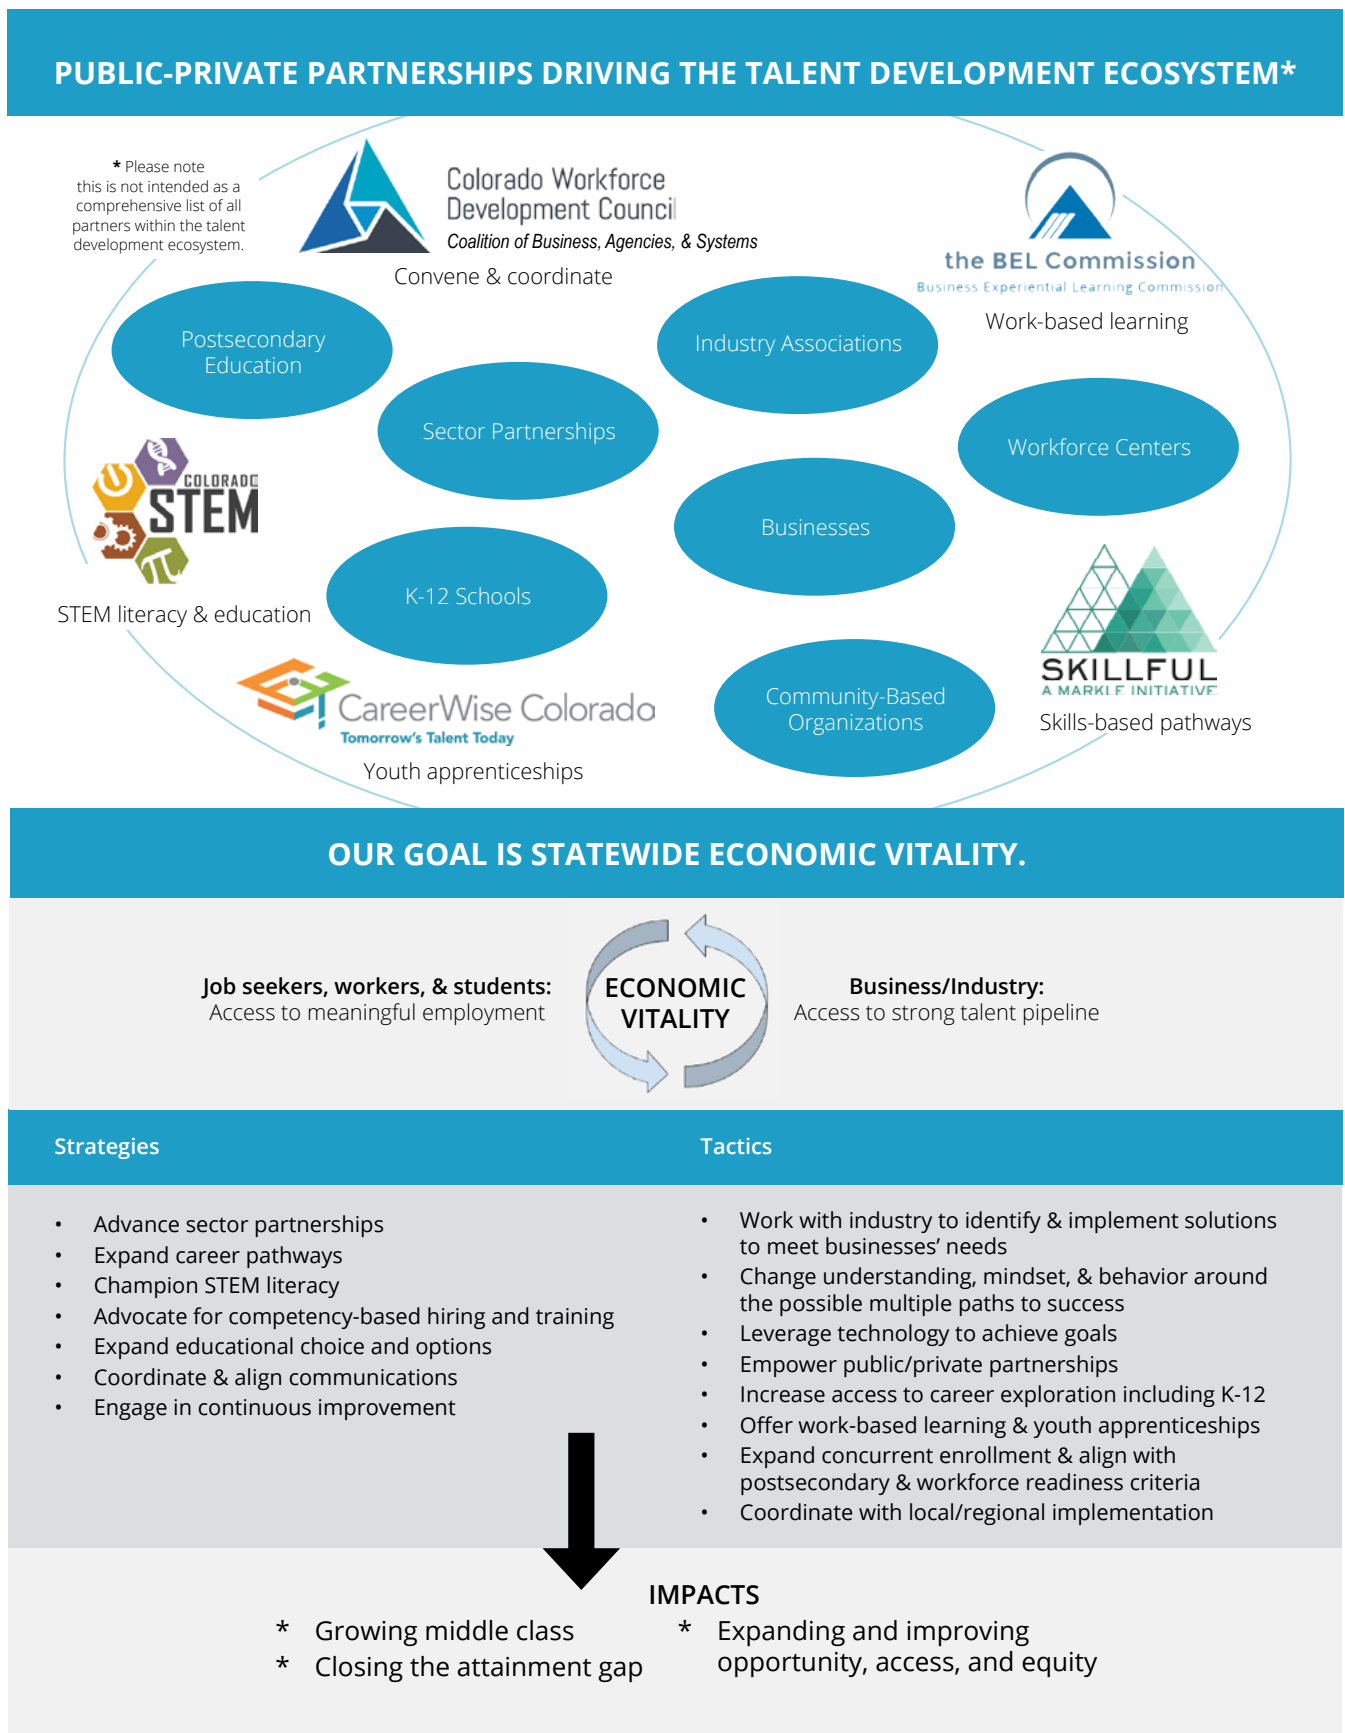 PUBLIC-PRIVATE PARTNERSHIPS DRIVING THE TALENT DEVELOPMENT ECOSYSTEM*
* Please note
this is not intended as a
comprehensive list of all
partners within the talent
development ecosystem.
Colorado Workforce
Development Council
Coalition of Business, Agencies, & Systems
Convene & coordinate
the BEL Commission
Business Experiential Learning Commission
Work-based learning
Postsecondary
Education
Industry Associations
Sector Partnerships
Workforce Centers
COLORADO
STEM
STEM literacy & education
Businesses
K-12 Schools
SKILLFUL
A MARKLE INITIATIVE
Skills-based pathways
CareerWise Colorado
Tomorrow's Talent Today
Youth apprenticeships
Community-Based
Organizations
OUR GOAL IS STATEWIDE ECONOMIC VITALITY.
Job seekers, workers, & students:
Access to meaningful employment
ECONOMIC
VITALITY
Business/Industry:
Access to strong talent pipeline
Strategies
• Advance sector partnerships
• Expand career pathways
• Champion STEM literacy
• Advocate for competency-based hiring and training
• Expand educational choice and options
• Coordinate & align communications
• Engage in continuous improvement
Tactics
• Work with industry to identify & implement solutions
to meet businesses’ needs
• Change understanding, mindset, & behavior around
the possible multiple paths to success
• Leverage technology to achieve goals
• Empower public/private partnerships
• Increase access to career exploration including K-12
• Offer work-based learning & youth apprenticeships
• Expand concurrent enrollment & align with
postsecondary & workforce readiness criteria
• Coordinate with local/regional implementation
IMPACTS
* Growing middle class
* Closing the attainment gap
* Expanding and improving
opportunity, access, and equity